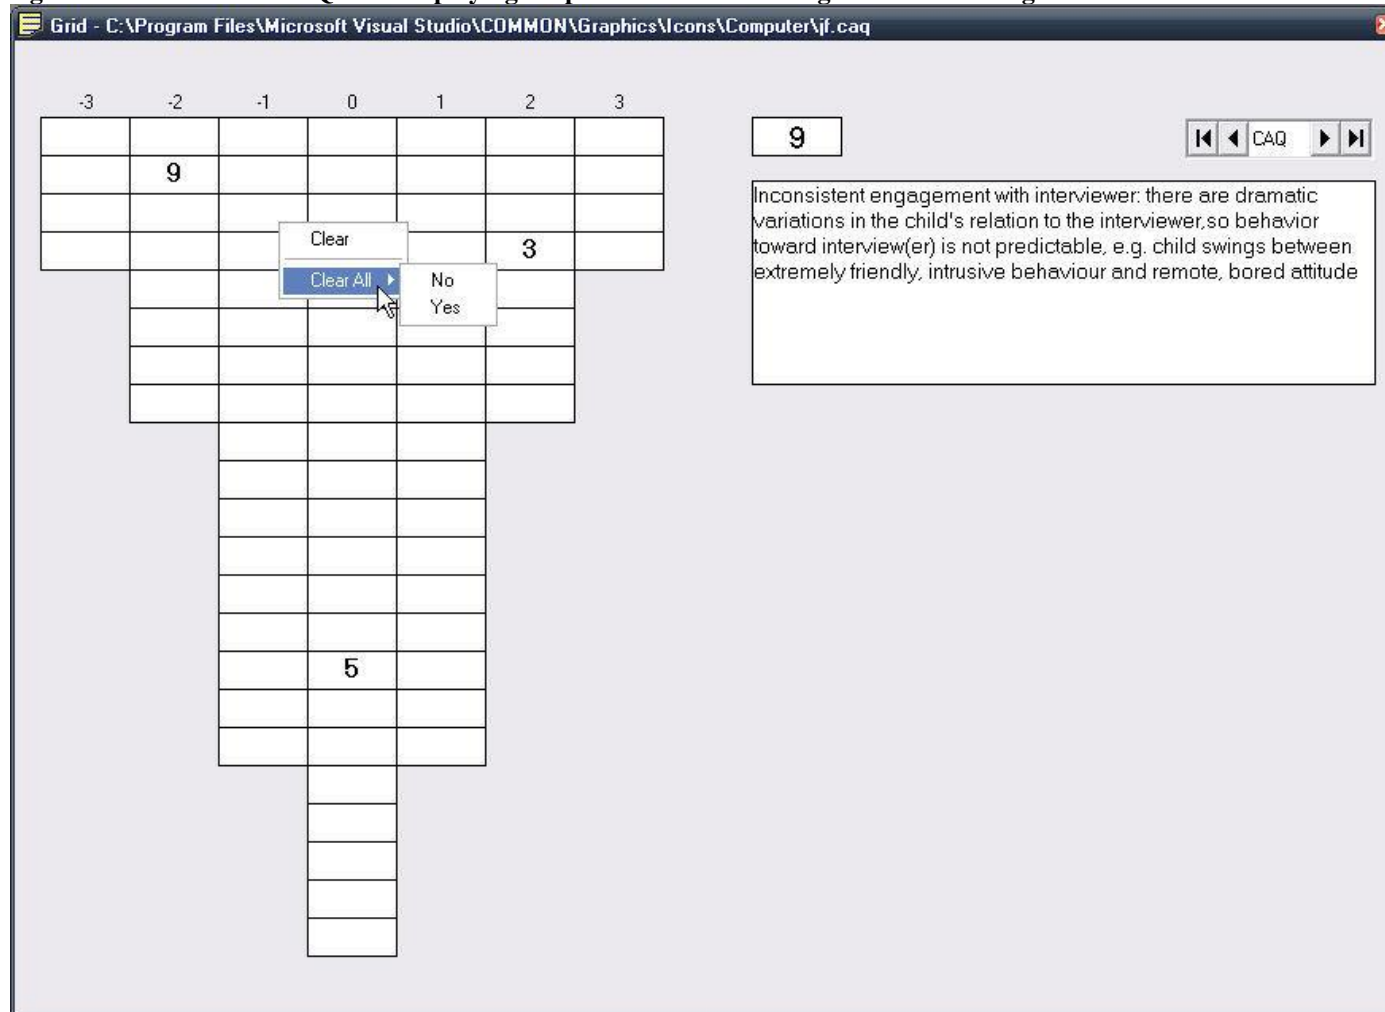 Grid - C:\Program Files\Microsoft Visual Studio\COMMON\Graphics\Icons\Computer\jf.caq
-3 -2 -1 0 1 2 3
9
3
5
Clear
Clear All
No
Yes
9
CAQ
Inconsistent engagement with interviewer: there are dramatic
variations in the child's relation to the interviewer,so behavior
toward interview(er) is not predictable, e.g. child swings between
extremely friendly, intrusive behaviour and remote, bored attitude